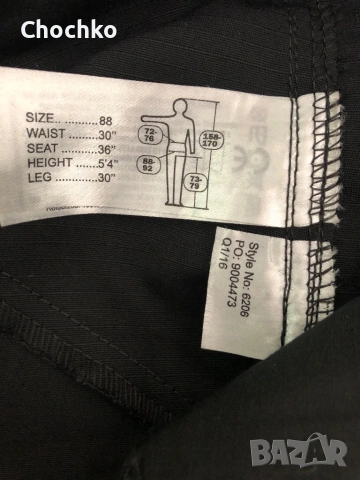 Chochko
SIZE.. .......... 88
WAIST ........30"
SEAT ..........36"
HEIGHT ......5'4"
LEG ............30"
72-
76
158-
170
88-
92
73-
79
Style No: 6206
PO: 9004473
Q1/16
BAZAR